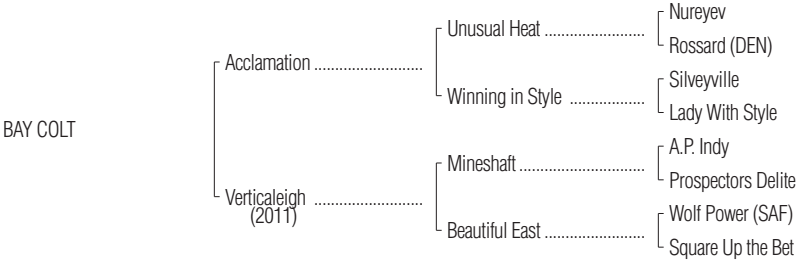 Nureyev
Unusual Heat ........................
Rossard (DEN)
Acclamation ..........................
Silveyville
Winning in Style ..................
Lady With Style
BAY COLT
A.P. Indy
Mineshaft ..............................
Prospectors Delite
Verticaleigh ..........................
(2011)
Wolf Power (SAF)
Beautiful East ........................
Square Up the Bet